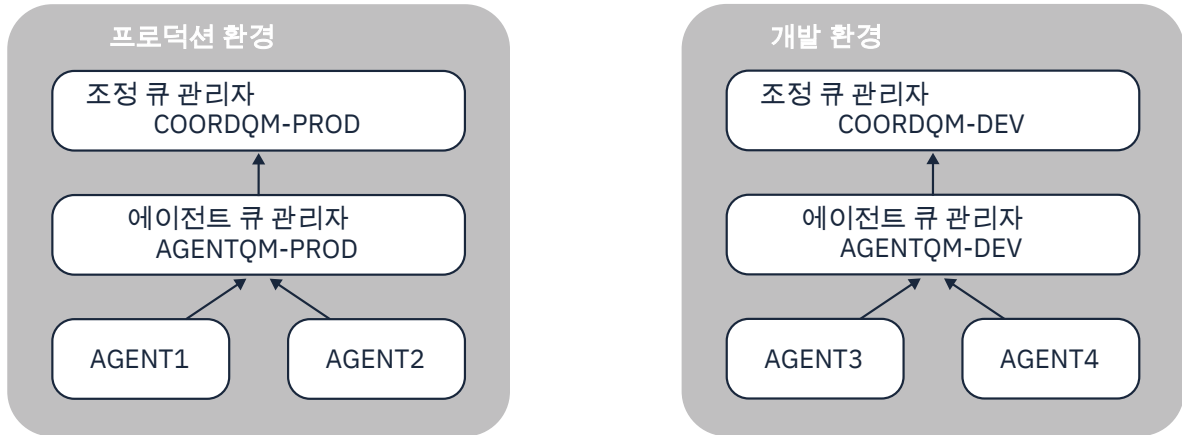 프로덕션 환경
조정 큐 관리자
COORDQM-PROD
에이전트 큐 관리자
AGENTQM-PROD
AGENT1
AGENT2
개발 환경
조정 큐 관리자
COORDQM-DEV
에이전트 큐 관리자
AGENTQM-DEV
AGENT3
AGENT4